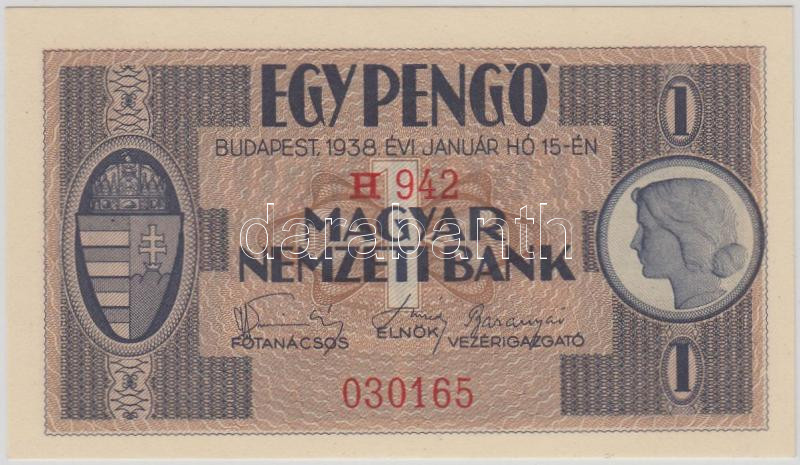 EGY PENGŐ
1
BUDAPEST, 1938 ÉVI JANUÁR HÓ 15-ÉN
H 942
darabanth
MAGYAR
NEMZETI BANK
1
FŐTANÁCSOS ELNÖK VEZÉRIGAZGATÓ
030165
1